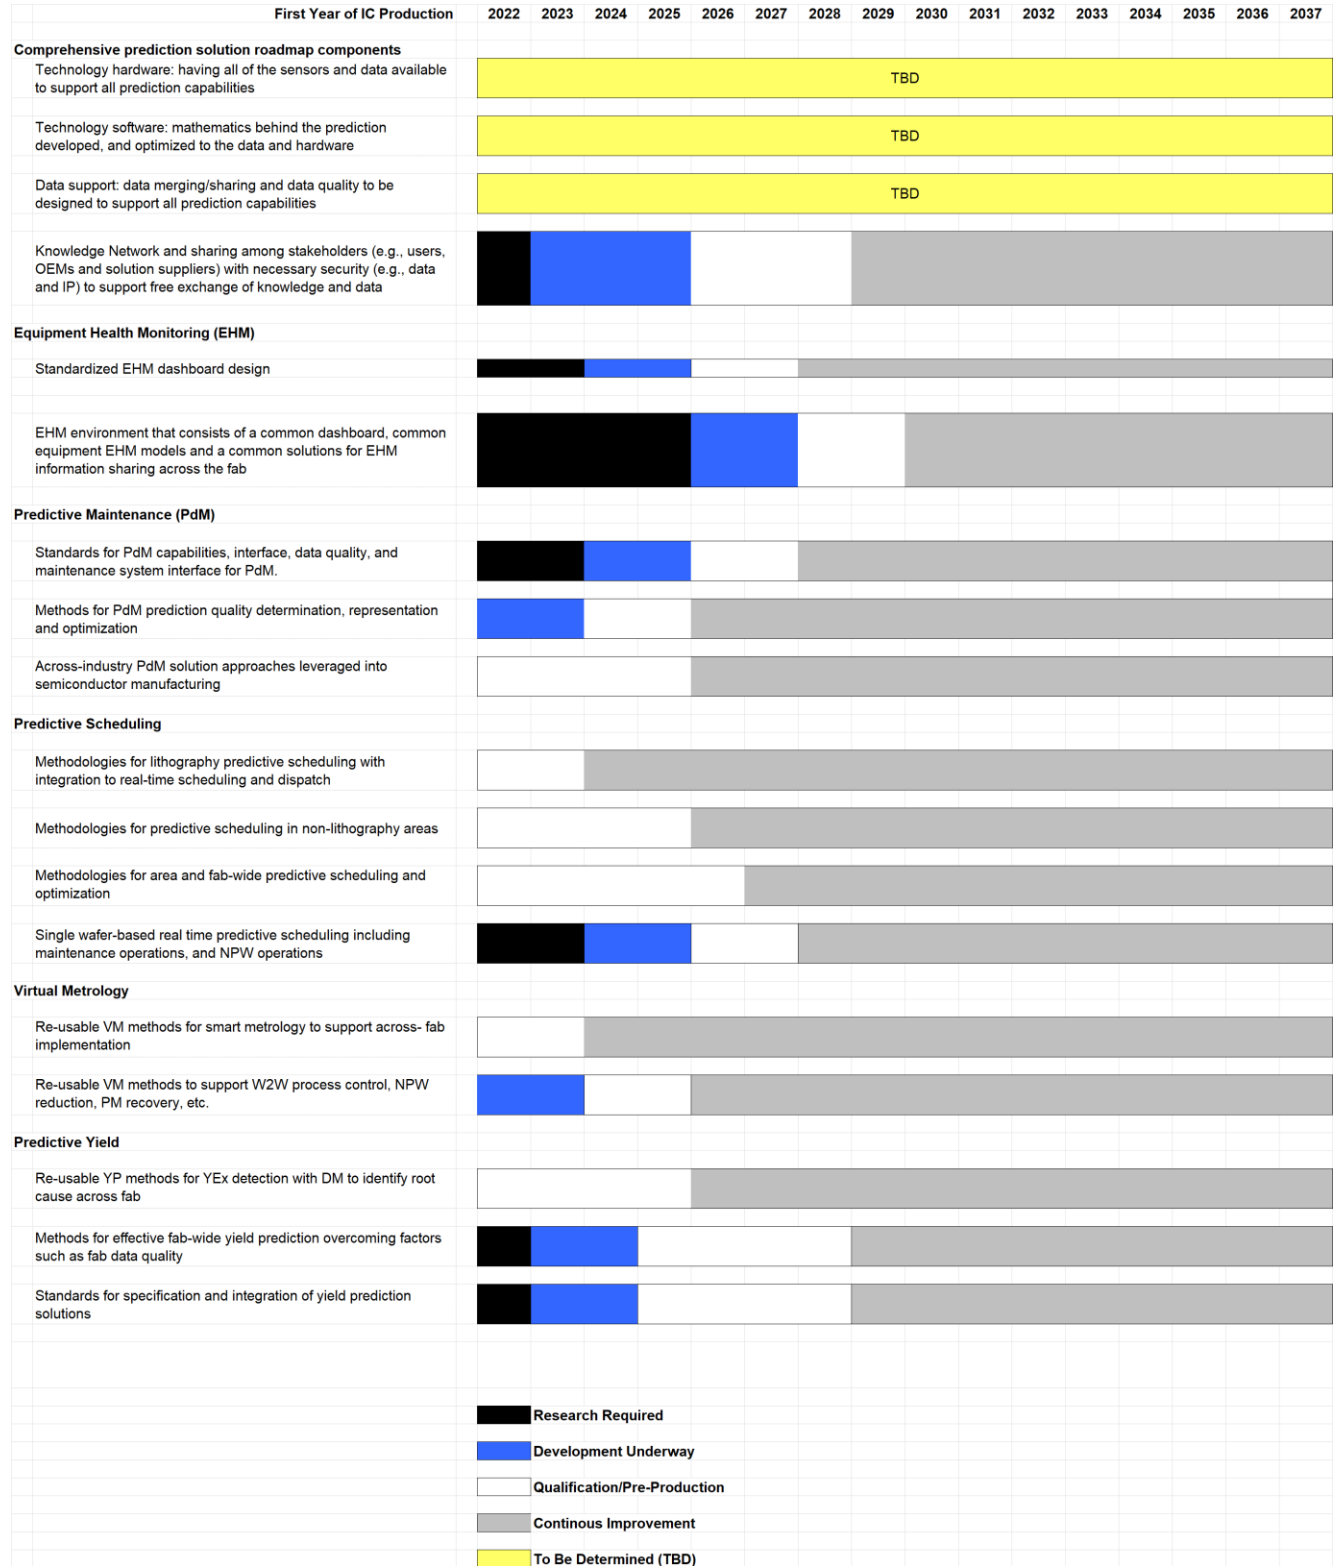 First Year of IC Production 2022 2023 2024 2025 2026 2027 2028 2029 2030 2031 2032 2033 2034 2035 2036 2037
Comprehensive prediction solution roadmap components
Technology hardware: having all of the sensors and data available
to support all prediction capabilities
TBD
Technology software: mathematics behind the prediction
developed, and optimized to the data and hardware
TBD
Data support: data merging/sharing and data quality to be
designed to support all prediction capabilities
TBD
Knowledge Network and sharing among stakeholders (e.g., users,
OEMs and solution suppliers) with necessary security (e.g., data
and IP) to support free exchange of knowledge and data
Equipment Health Monitoring (EHM)
Standardized EHM dashboard design
EHM environment that consists of a common dashboard, common
equipment EHM models and a common solutions for EHM
information sharing across the fab
Predictive Maintenance (PdM)
Standards for PdM capabilities, interface, data quality, and
maintenance system interface for PdM.
Methods for PdM prediction quality determination, representation
and optimization
Across-industry PdM solution approaches leveraged into
semiconductor manufacturing
Predictive Scheduling
Methodologies for lithography predictive scheduling with
integration to real-time scheduling and dispatch
Methodologies for predictive scheduling in non-lithography areas
Methodologies for area and fab-wide predictive scheduling and
optimization
Single wafer-based real time predictive scheduling including
maintenance operations, and NPW operations
Virtual Metrology
Re-usable VM methods for smart metrology to support across- fab
implementation
Re-usable VM methods to support W2W process control, NPW
reduction, PM recovery, etc.
Predictive Yield
Re-usable YP methods for YEx detection with DM to identify root
cause across fab
Methods for effective fab-wide yield prediction overcoming factors
such as fab data quality
Standards for specification and integration of yield prediction
solutions
Research Required
Development Underway
Qualification/Pre-Production
Continous Improvement
To Be Determined (TBD)